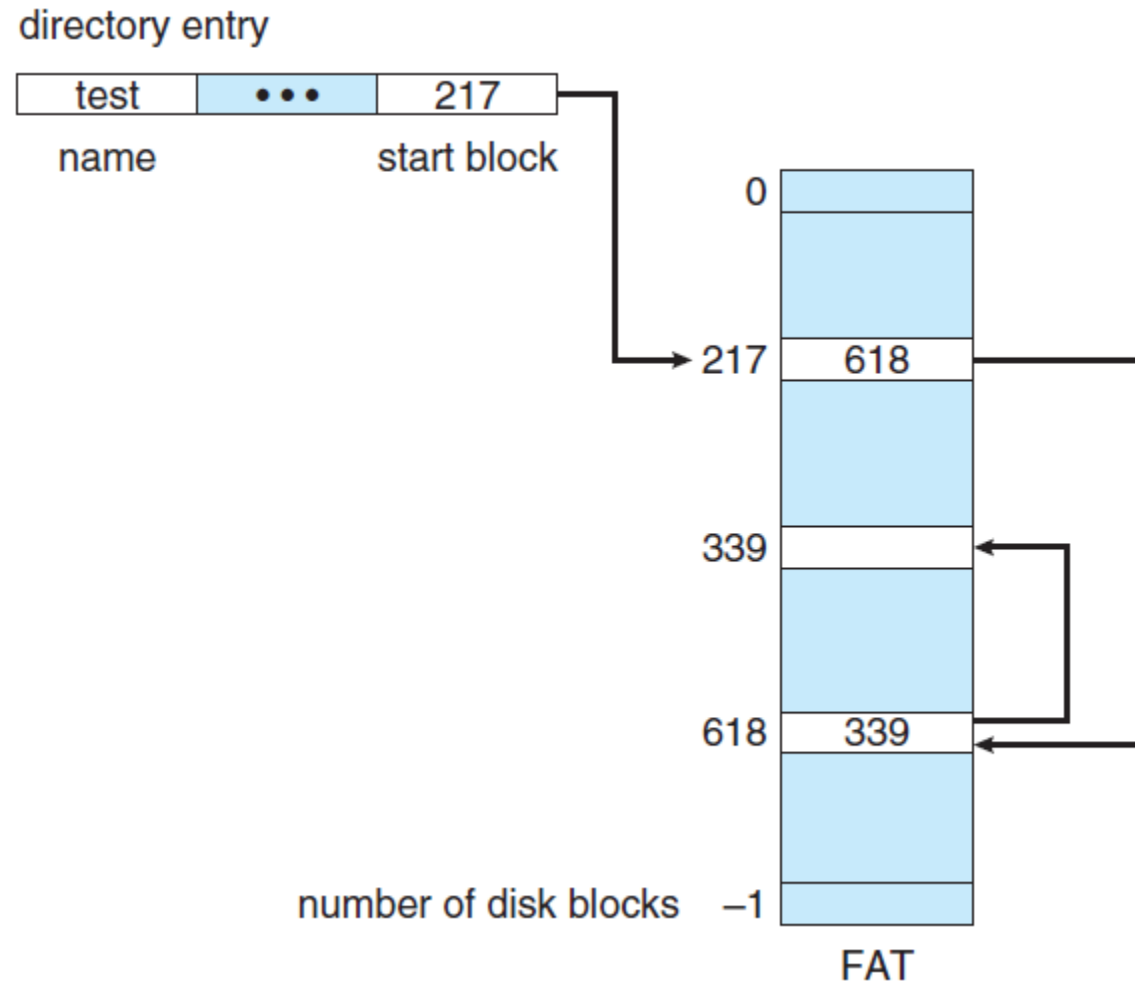 directory entry
test ••• 217
name start block
0
217 618
339
618 339
number of disk blocks –1
FAT